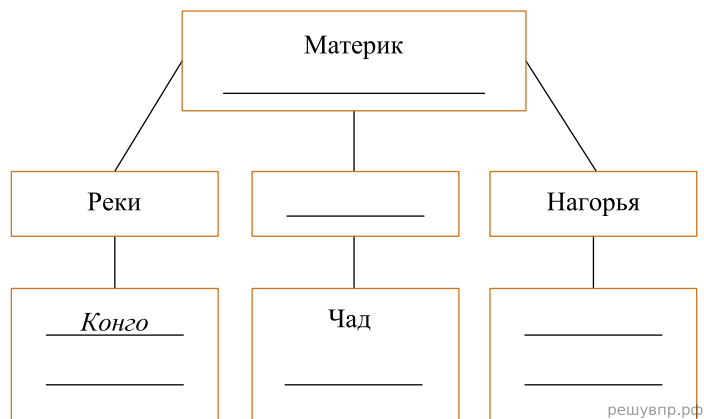 Материк
Реки
Нагорья
Конго
Чад
решувпр.рф